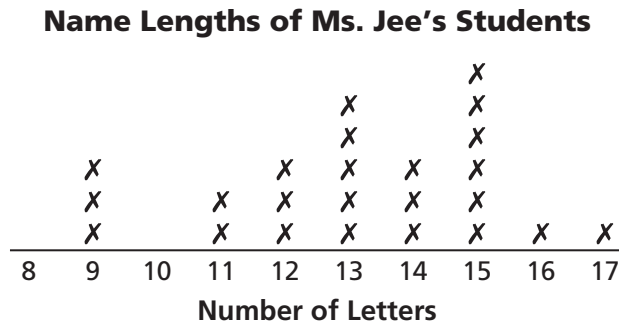 Name Lengths of Ms. Jee’s Students
8 9 10 11 12 13 14 15 16 17
Number of Letters